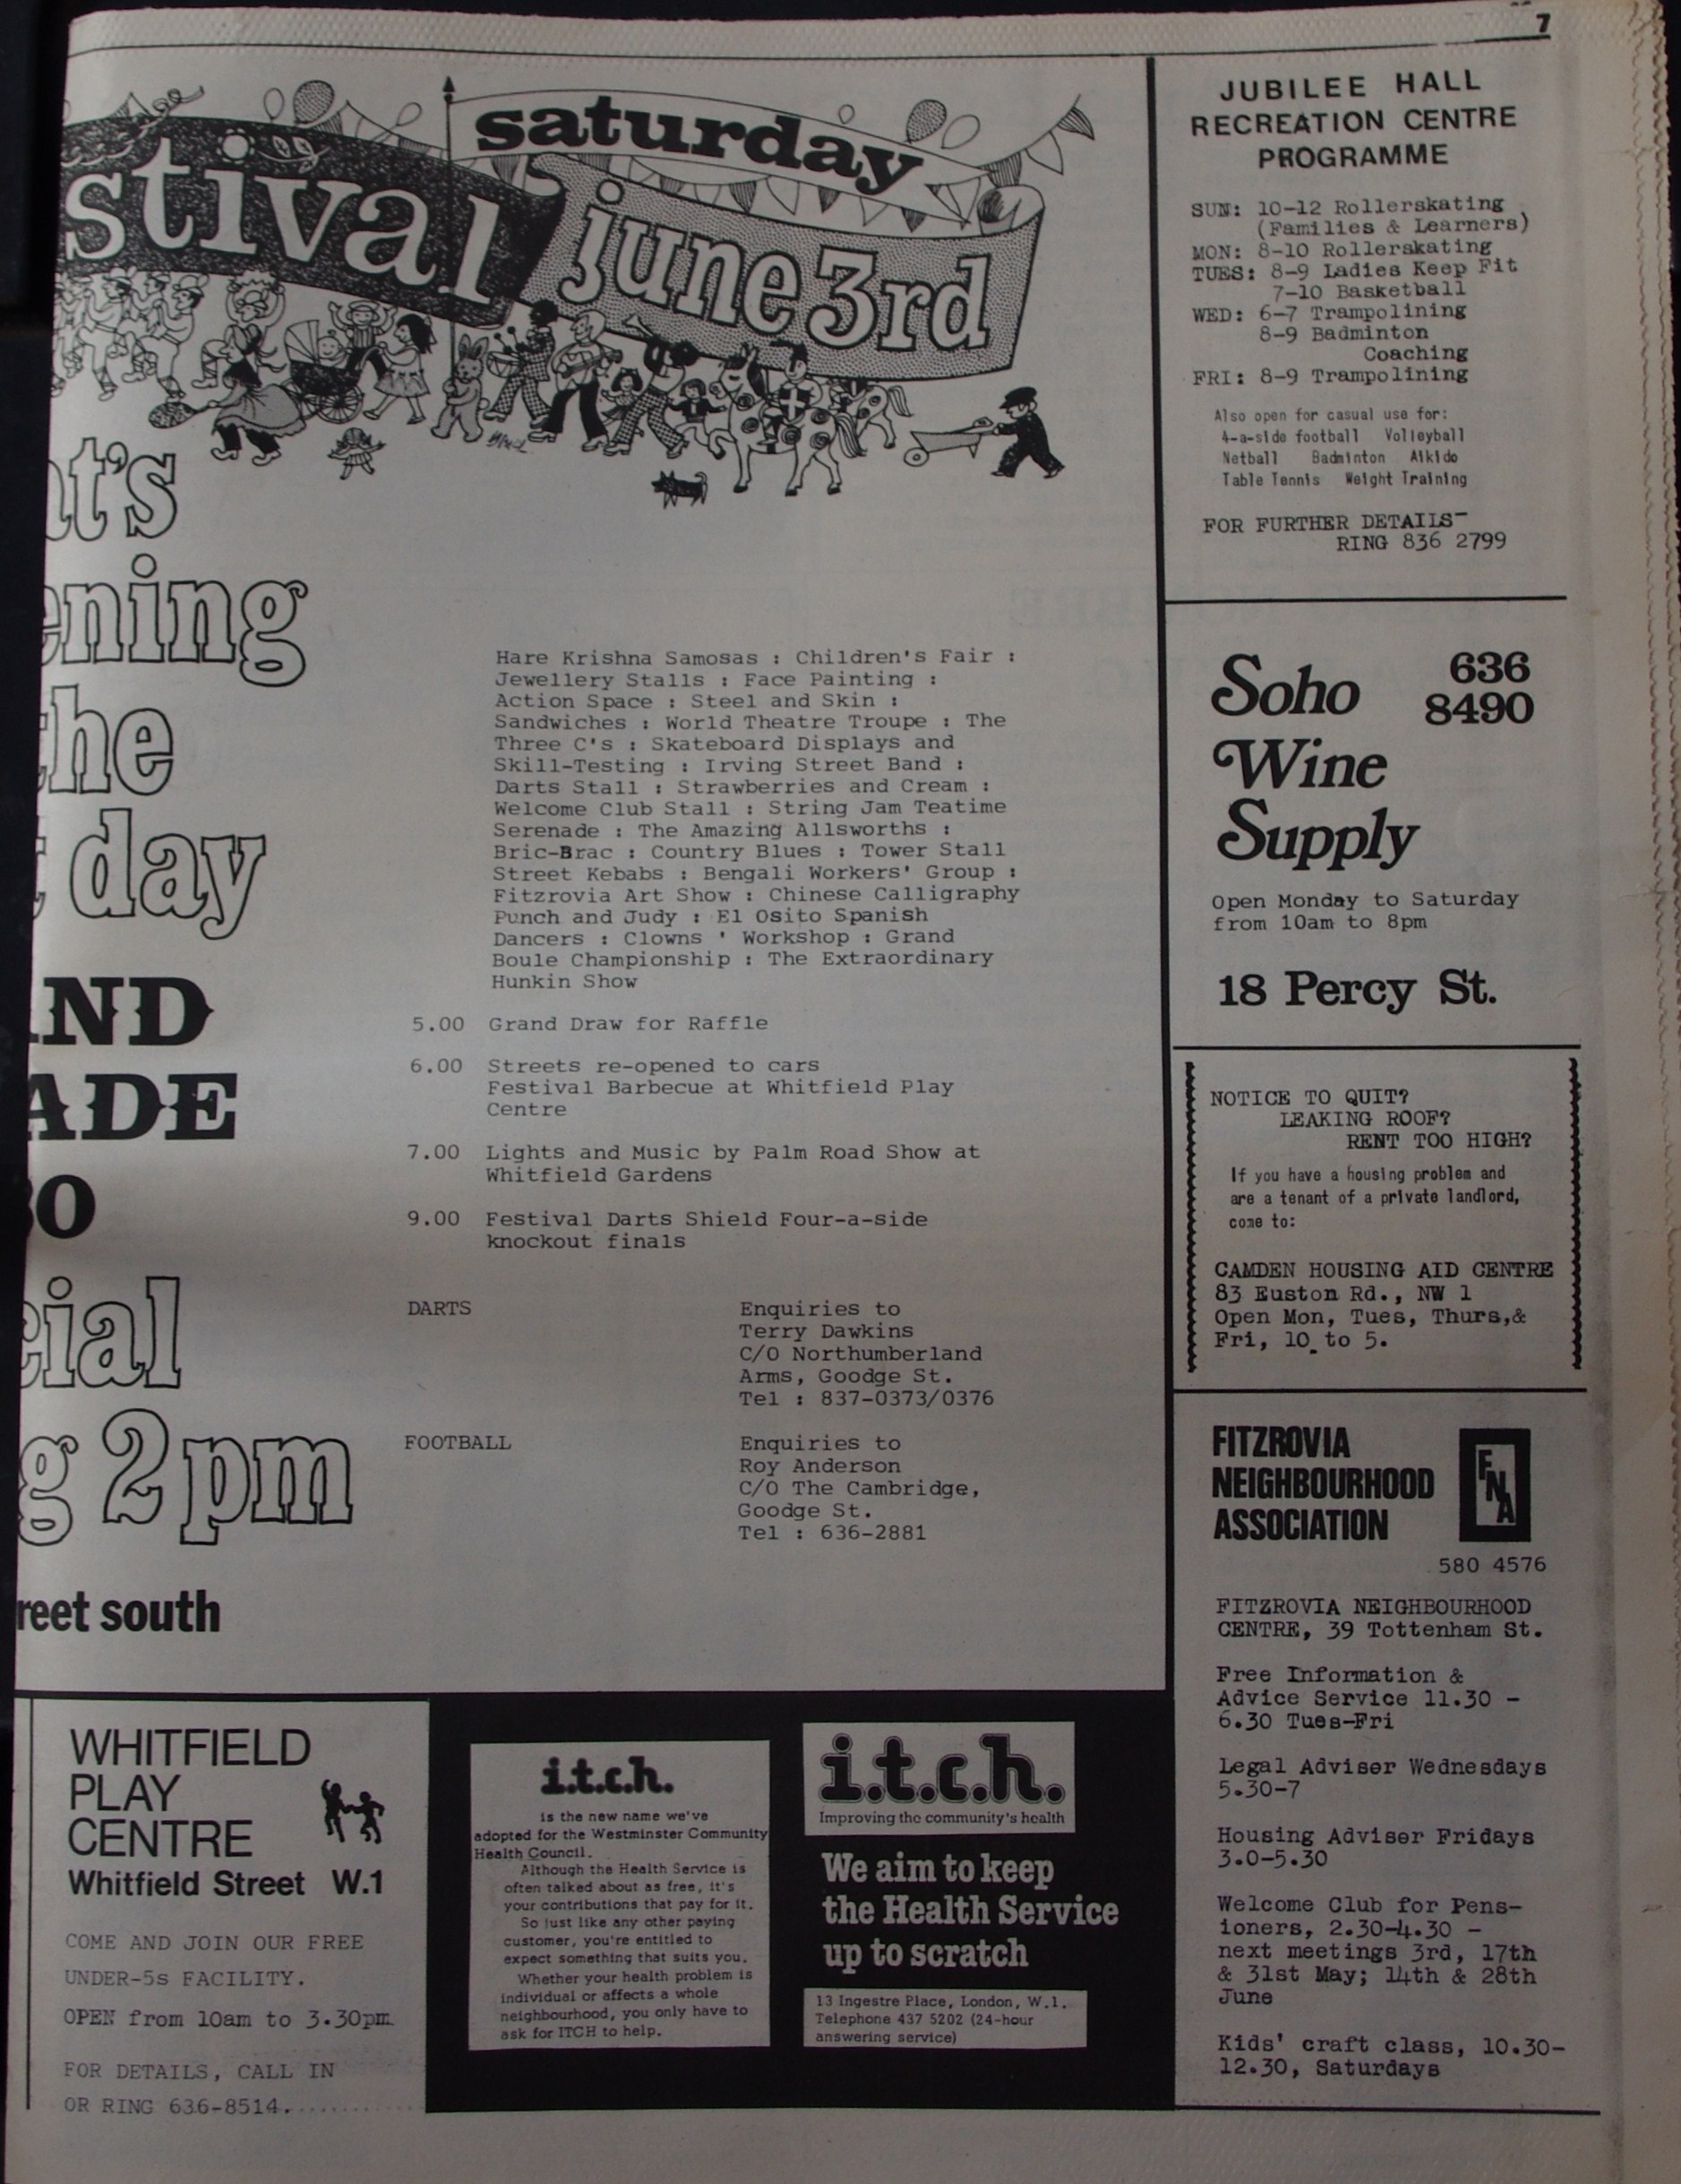 7
saturday
stival june 3rd
t's
ening
he
day
ND
ADE
0
cial
g 2pm
reet south
Hare Krishna Samosas : Children's Fair :
Jewellery Stalls : Face Painting :
Action Space : Steel and Skin :
Sandwiches : World Theatre Troupe : The
Three C's : Skateboard Displays and
Skill-Testing : Irving Street Band :
Darts Stall : Strawberries and Cream :
Welcome Club Stall : String Jam Teatime
Serenade : The Amazing Allsworths :
Bric-Brac : Country Blues : Tower Stall
Street Kebabs : Bengali Workers' Group :
Fitzrovia Art Show : Chinese Calligraphy
Punch and Judy : El Osito Spanish
Dancers : Clowns ' Workshop : Grand
Boule Championship : The Extraordinary
Hunkin Show
5.00 Grand Draw for Raffle
6.00 Streets re-opened to cars
Festival Barbecue at Whitfield Play
Centre
7.00 Lights and Music by Palm Road Show at
Whitfield Gardens
9.00 Festival Darts Shield Four-a-side
knockout finals
DARTS Enquiries to
Terry Dawkins
C/O Northumberland
Arms, Goodge St.
Tel : 837-0373/0376
FOOTBALL Enquiries to
Roy Anderson
C/O The Cambridge,
Goodge St.
Tel : 636-2881
WHITFIELD
PLAY
CENTRE
Whitfield Street W.1
COME AND JOIN OUR FREE
UNDER-5s FACILITY.
OPEN from 10am to 3.30pm
FOR DETAILS, CALL IN
OR RING 636-8514.
i.t.c.h.
is the new name we've
adopted for the Westminster Community
Health Council.
Although the Health Service is
often talked about as free, it's
your contributions that pay for it.
So just like any other paying
customer, you're entitled to
expect something that suits you.
Whether your health problem is
individual or affects a whole
neighbourhood, you only have to
ask for ITCH to help.
i.t.c.h.
Improving the community's health
We aim to keep
the Health Service
up to scratch
13 Ingestre Place, London, W.1.
Telephone 437 5202 (24-hour
answering service)
JUBILEE HALL
RECREATION CENTRE
PROGRAMME
SUN: 10-12 Rollerskating
(Families & Learners)
MON: 8-10 Rollerskating
TUES: 8-9 Ladies Keep Fit
7-10 Basketball
WED: 6-7 Trampolining
8-9 Badminton
Coaching
FRI: 8-9 Trampolining
Also open for casual use for:
4-a-side football Volleyball
Netball Badminton Aikido
Table Tennis Weight Training
FOR FURTHER DETAILS-
RING 836 2799
Soho 636
8490
Wine
Supply
Open Monday to Saturday
from 10am to 8pm
18 Percy St.
NOTICE TO QUIT?
LEAKING ROOF?
RENT TOO HIGH?
If you have a housing problem and
are a tenant of a private landlord,
come to:
CAMDEN HOUSING AID CENTRE
83 Euston Rd., NW 1
Open Mon, Tues, Thurs,&
Fri, 10 to 5.
FITZROVIA
NEIGHBOURHOOD
ASSOCIATION
FNA
580 4576
FITZROVIA NEIGHBOURHOOD
CENTRE, 39 Tottenham St.
Free Information &
Advice Service 11.30 -
6.30 Tues-Fri
Legal Adviser Wednesdays
5.30-7
Housing Adviser Fridays
3.0-5.30
Welcome Club for Pens-
ioners, 2.30-4.30 -
next meetings 3rd, 17th
& 31st May; 14th & 28th
June
Kids' craft class, 10.30-
12.30, Saturdays